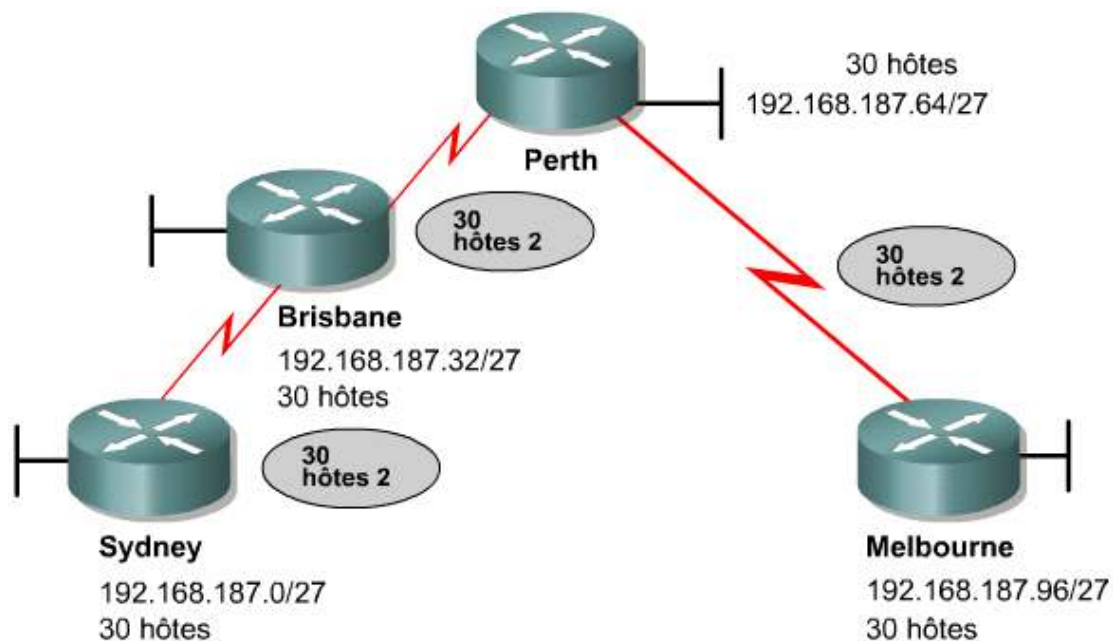 30 hôtes
192.168.187.64/27
Perth
30
hôtes 2
30
hôtes 2
Brisbane
192.168.187.32/27
30 hôtes
30
hôtes 2
Sydney
192.168.187.0/27
30 hôtes
Melbourne
192.168.187.96/27
30 hôtes